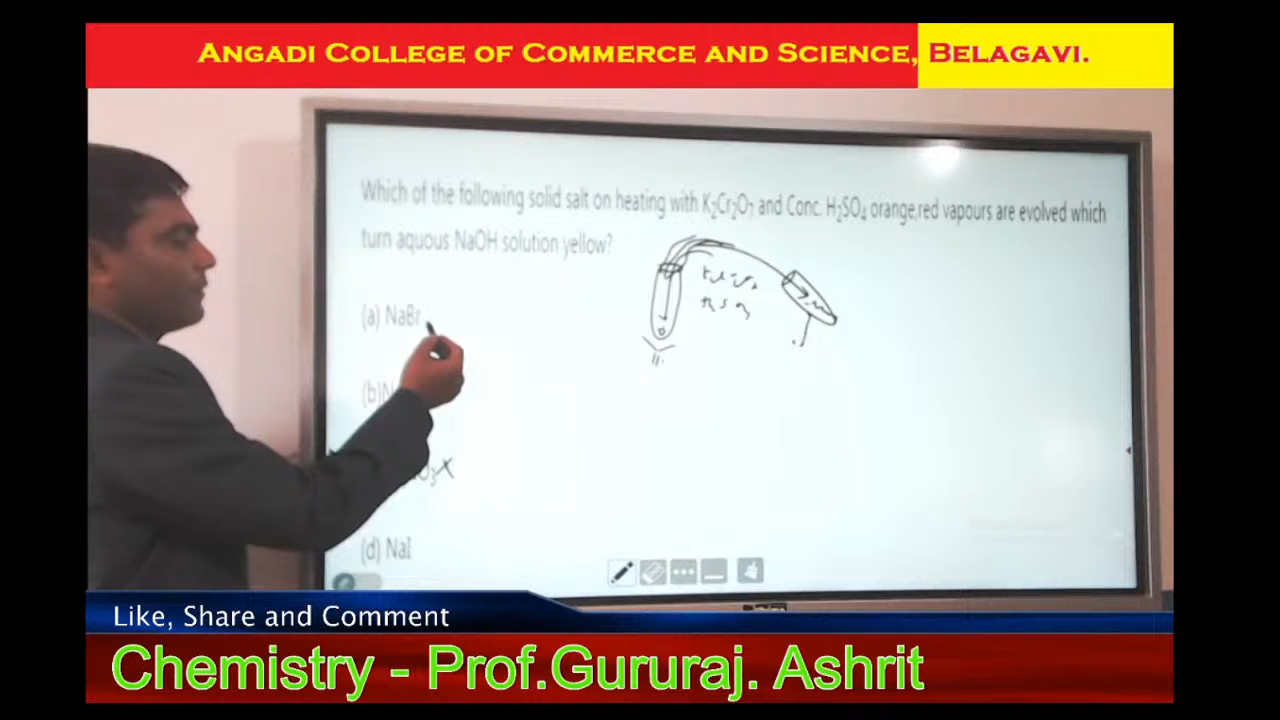 ANGADI COLLEGE OF COMMERCE AND SCIENCE, BELAGAVI.
Which of the following solid salt on heating with K₂Cr₂O₇ and Conc. H₂SO₄ orange,red vapours are evolved which
turn aquous NaOH solution yellow?
(a) NaBr
(b)N
O₃ X
(d) NaI
Like, Share and Comment
Chemistry - Prof.Gururaj. Ashrit